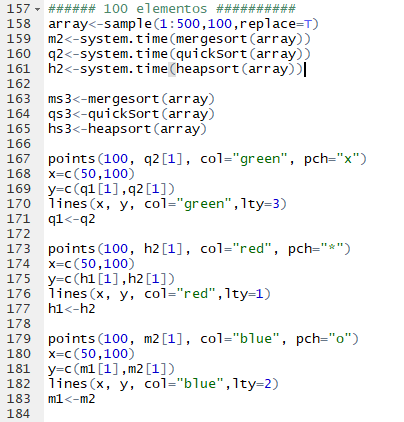 157 ###### 100 elementos ##########
158 array<-sample(1:500,100,replace=T)
159 m2<-system.time(mergesort(array))
160 q2<-system.time(quickSort(array))
161 h2<-system.time(heapsort(array))
162
163 ms3<-mergesort(array)
164 qs3<-quickSort(array)
165 hs3<-heapsort(array)
166
167 points(100, q2[1], col="green", pch="x")
168 x=c(50,100)
169 y=c(q1[1],q2[1])
170 lines(x, y, col="green",lty=3)
171 q1<-q2
172
173 points(100, h2[1], col="red", pch="*")
174 x=c(50,100)
175 y=c(h1[1],h2[1])
176 lines(x, y, col="red",lty=1)
177 h1<-h2
178
179 points(100, m2[1], col="blue", pch="o")
180 x=c(50,100)
181 y=c(m1[1],m2[1])
182 lines(x, y, col="blue",lty=2)
183 m1<-m2
184